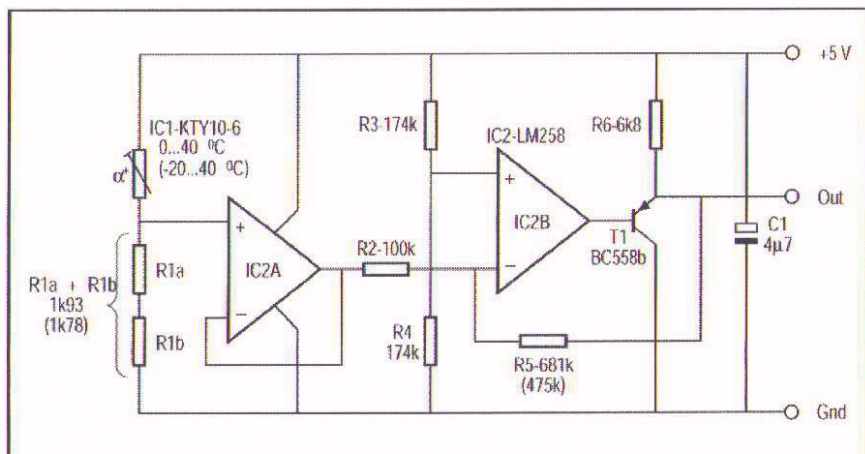 +5 V
IC1-KTY10-6
0...40 ºC
(-20...40 ºC)
α+
R3-174k
IC2-LM258
R6-6k8
+
IC2A
−
R2-100k
+
IC2B
−
T1
BC558b
Out
C1
4µ7
R1a + R1b
1k93
(1k78)
R1a
R1b
R4
174k
R5-681k
(475k)
Gnd